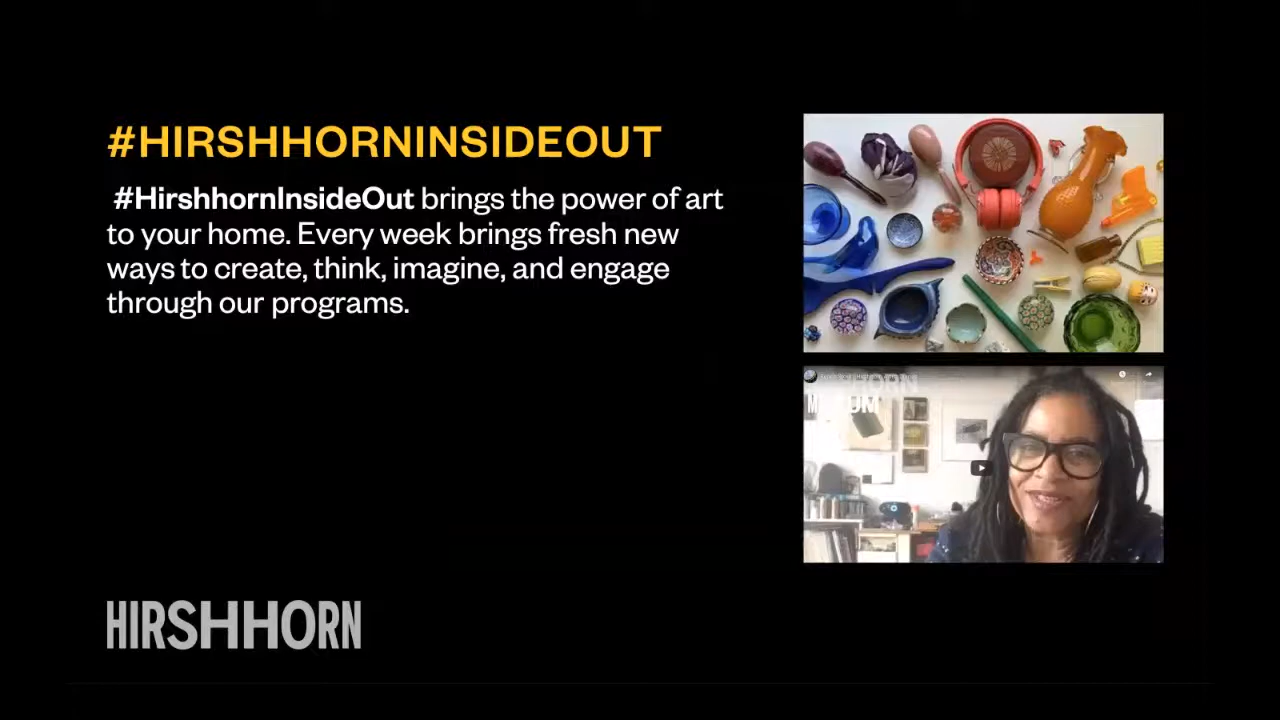 #HIRSHHORNINSIDEOUT
#HirshhornInsideOut brings the power of art
to your home. Every week brings fresh new
ways to create, think, imagine, and engage
through our programs.
HIRSHHORN